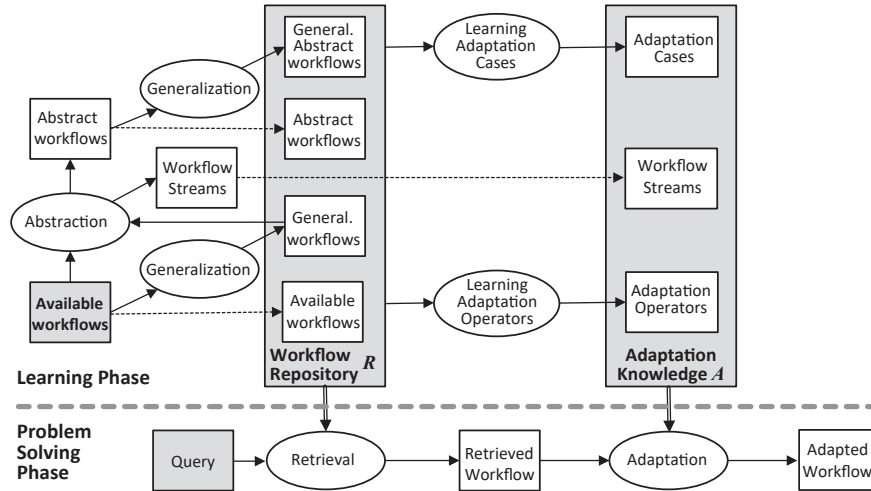 General.
Abstract
workflows
Learning
Adaptation
Cases
Adaptation
Cases
Generalization
Abstract
workflows
Abstract
workflows
Workflow
Streams
Workflow
Streams
Abstraction
General.
workflows
Generalization
Available
workflows
Available
workflows
Learning
Adaptation
Operators
Adaptation
Operators
Workflow
Repository R
Adaptation
Knowledge A
Learning Phase
Problem
Solving
Phase
Query
Retrieval
Retrieved
Workflow
Adaptation
Adapted
Workflow